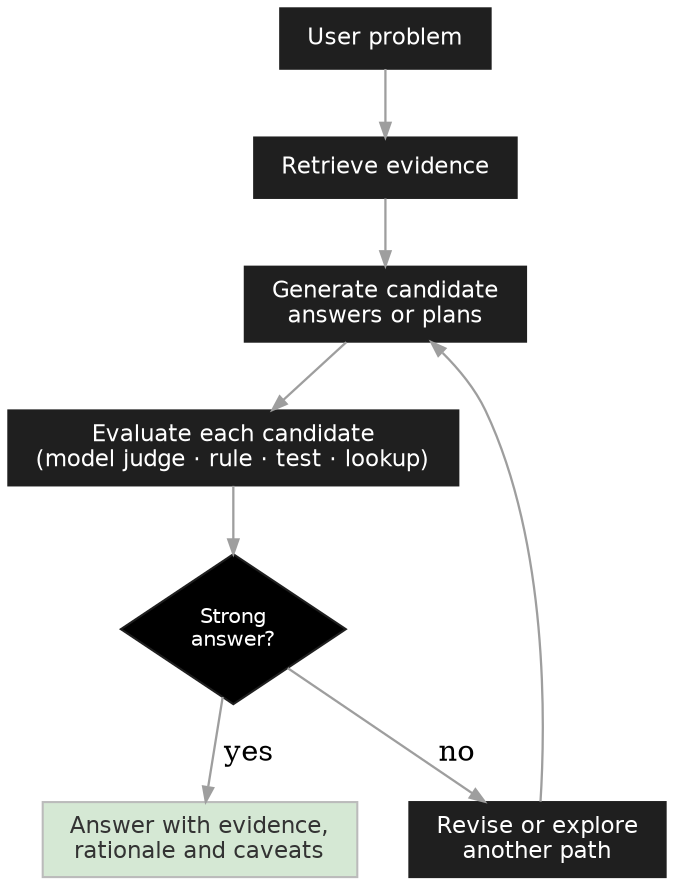 User problem
Retrieve evidence
Generate candidate
answers or plans
Evaluate each candidate
(model judge · rule · test · lookup)
Strong
answer?
yes
no
Answer with evidence,
rationale and caveats
Revise or explore
another path